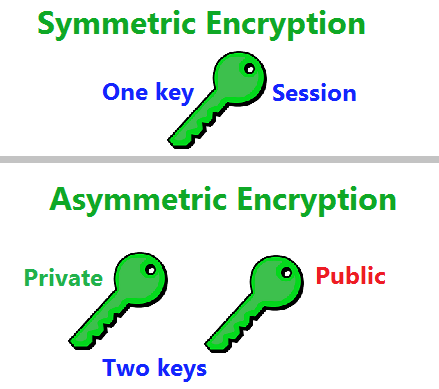 Symmetric Encryption
One key
Session
Asymmetric Encryption
Private
Public
Two keys